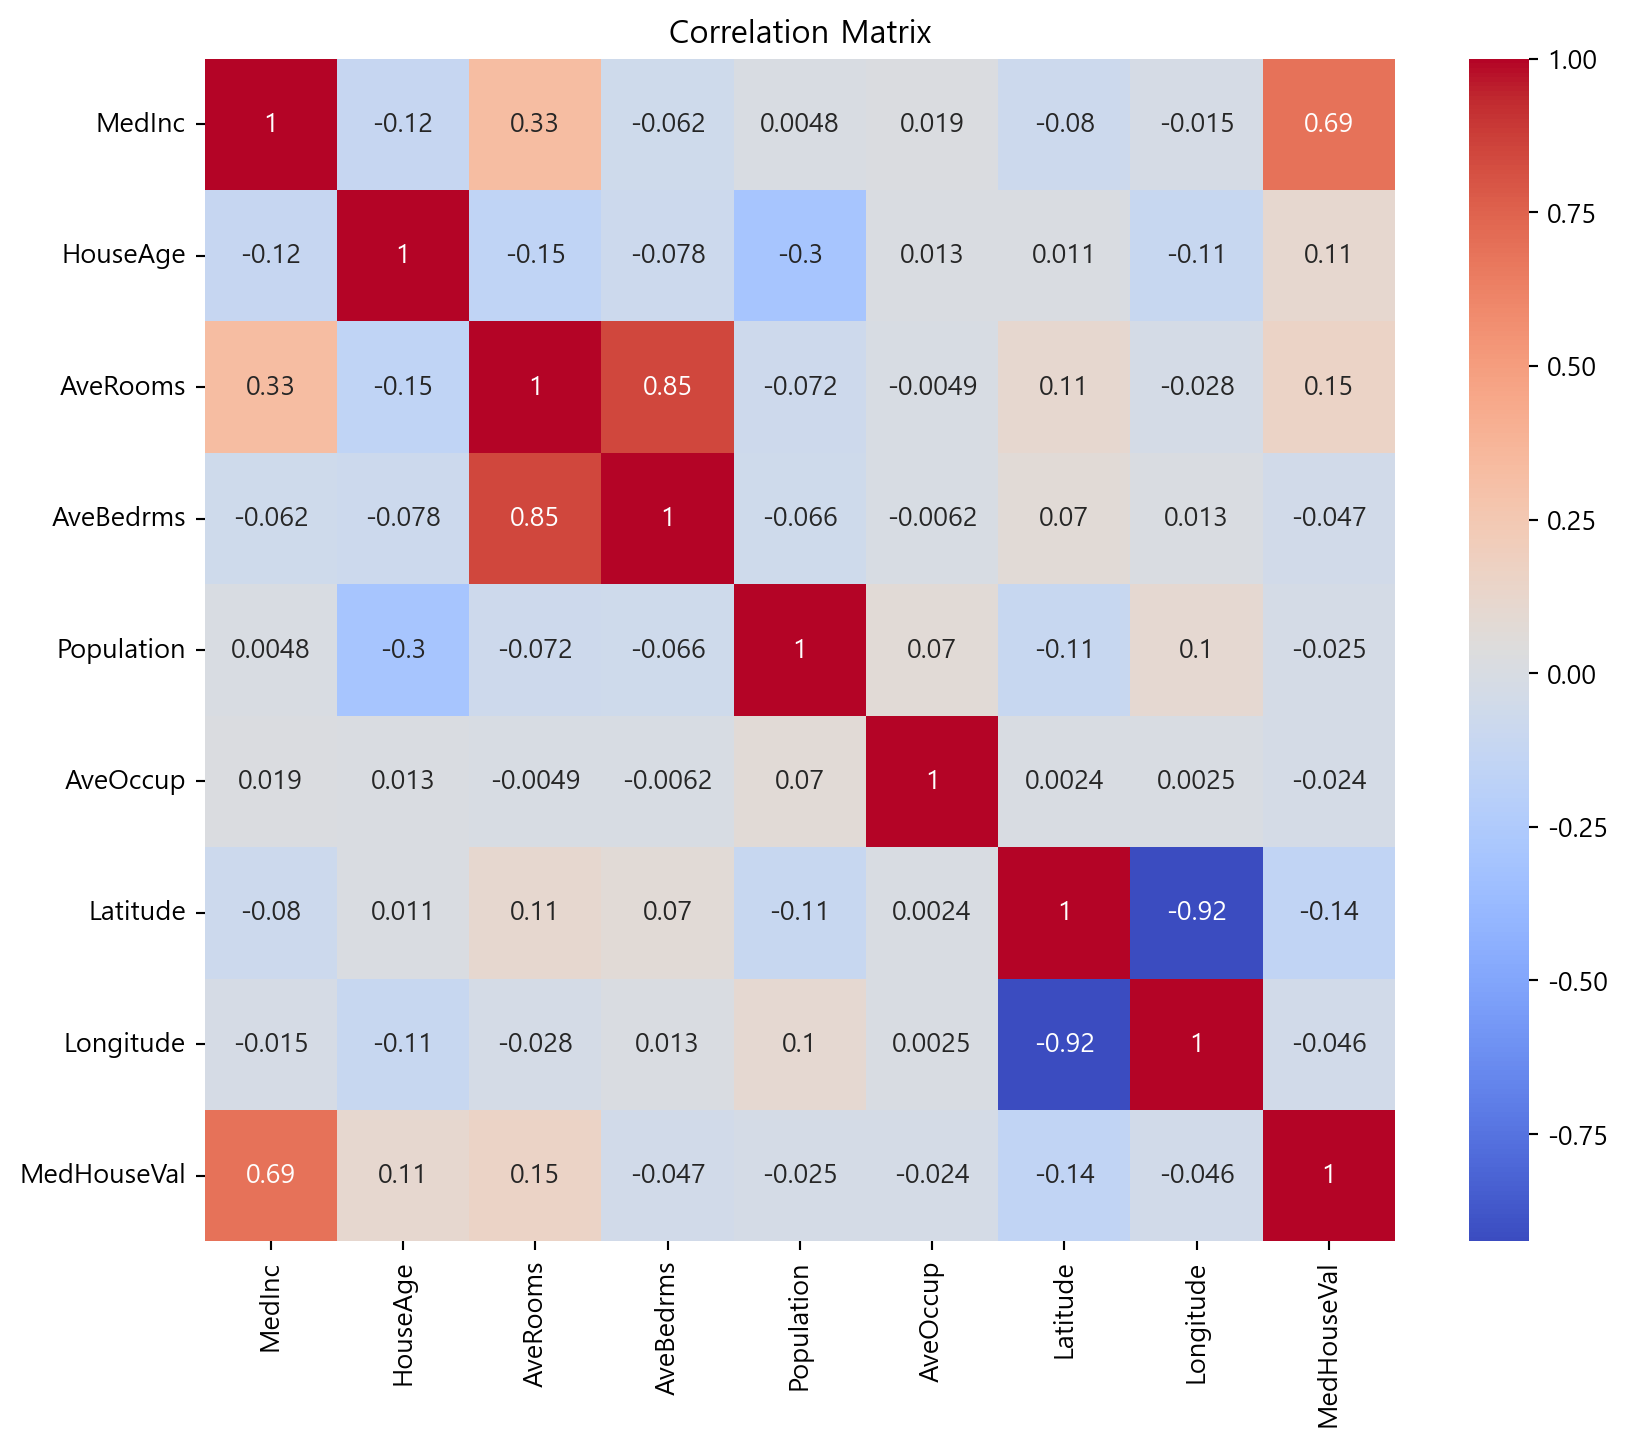 Correlation Matrix
MedInc 1 -0.12 0.33 -0.062 0.0048 0.019 -0.08 -0.015 0.69
HouseAge -0.12 1 -0.15 -0.078 -0.3 0.013 0.011 -0.11 0.11
AveRooms 0.33 -0.15 1 0.85 -0.072 -0.0049 0.11 -0.028 0.15
AveBedrms -0.062 -0.078 0.85 1 -0.066 -0.0062 0.07 0.013 -0.047
Population 0.0048 -0.3 -0.072 -0.066 1 0.07 -0.11 0.1 -0.025
AveOccup 0.019 0.013 -0.0049 -0.0062 0.07 1 0.0024 0.0025 -0.024
Latitude -0.08 0.011 0.11 0.07 -0.11 0.0024 1 -0.92 -0.14
Longitude -0.015 -0.11 -0.028 0.013 0.1 0.0025 -0.92 1 -0.046
MedHouseVal 0.69 0.11 0.15 -0.047 -0.025 -0.024 -0.14 -0.046 1
MedInc HouseAge AveRooms AveBedrms Population AveOccup Latitude Longitude MedHouseVal
1.00
0.75
0.50
0.25
0.00
-0.25
-0.50
-0.75